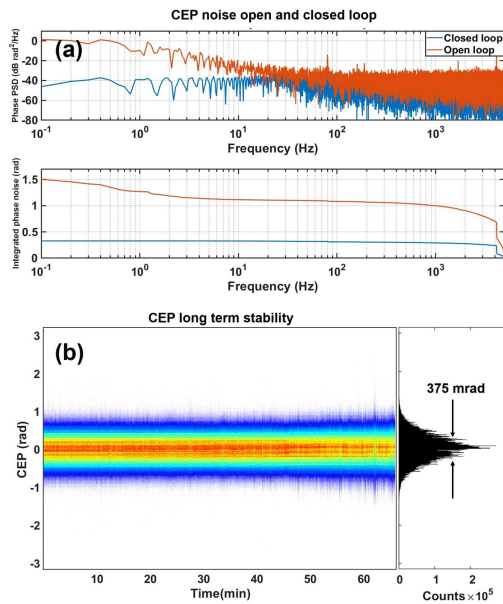 CEP noise open and closed loop
(a)
Closed loop
Open loop
Phase PSD (dB rad²/Hz)
0
-20
-40
-60
-80
10⁻¹ 10⁰ 10¹ 10² 10³
Frequency (Hz)
Integrated phase noise (rad)
1.5
1
0.5
0
10⁻¹ 10⁰ 10¹ 10² 10³
Frequency (Hz)
CEP long term stability
(b)
CEP (rad)
3
2
1
0
-1
-2
-3
10 20 30 40 50 60
Time(min)
375 mrad
0 1 2
Counts×10⁵